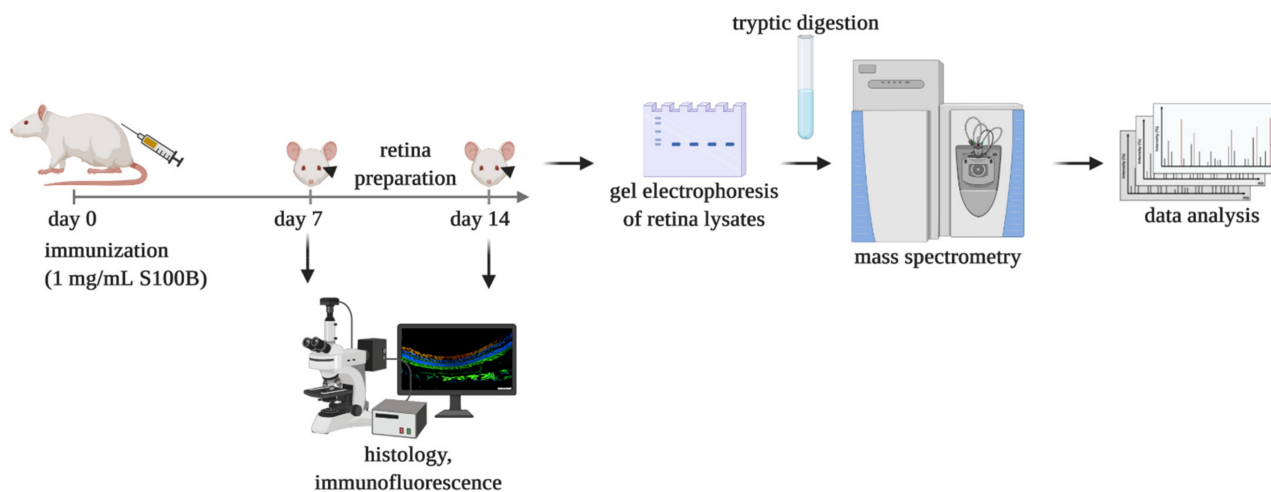 tryptic digestion
retina
preparation
day 0
day 7
day 14
immunization
(1 mg/mL S100B)
gel electrophoresis
of retina lysates
mass spectrometry
data analysis
histology,
immunofluorescence